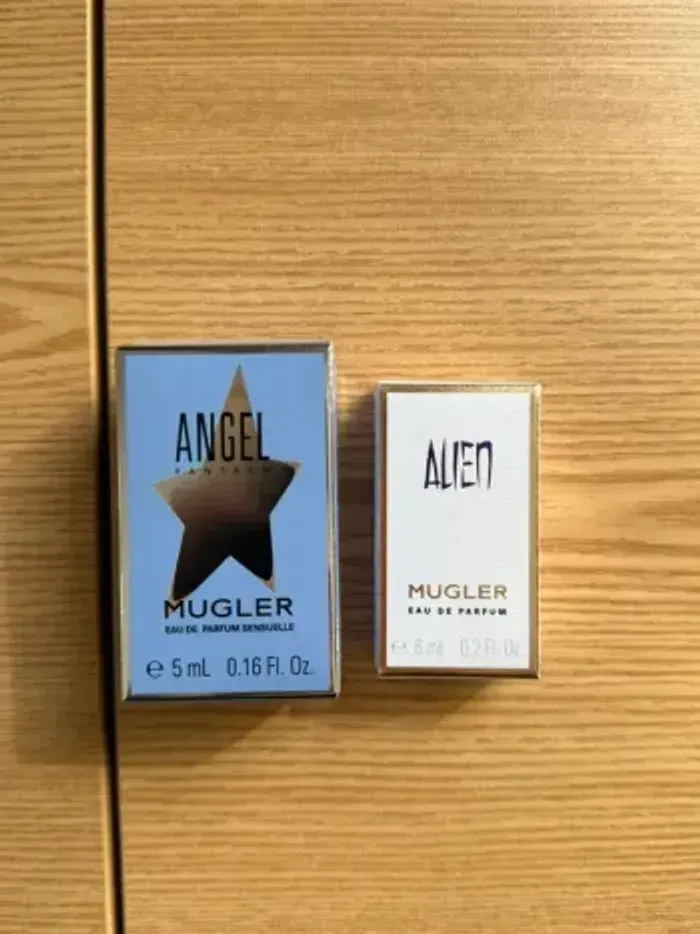 ANGEL
FANTASM
MUGLER
EAU DE PARFUM SENSUELLE
℮ 5 mL 0.16 Fl. Oz.
ALIEN
MUGLER
EAU DE PARFUM
℮ 6 ml 0.2 Fl. Oz